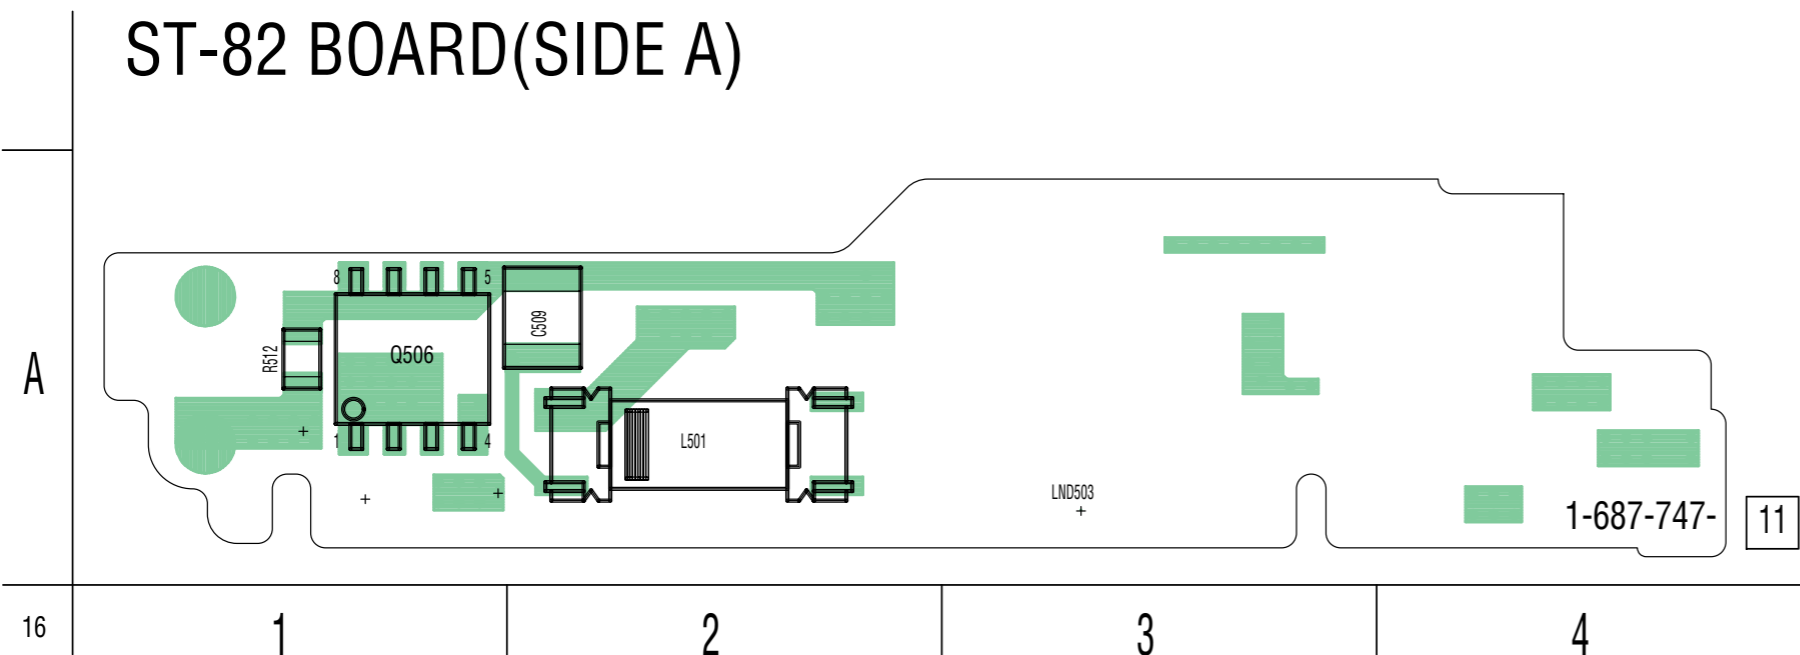 ST-82 BOARD(SIDE A)
8
5
C509
R512
Q506
A
1
4
L501
LND503
1-687-747-
11
16
1
2
3
4